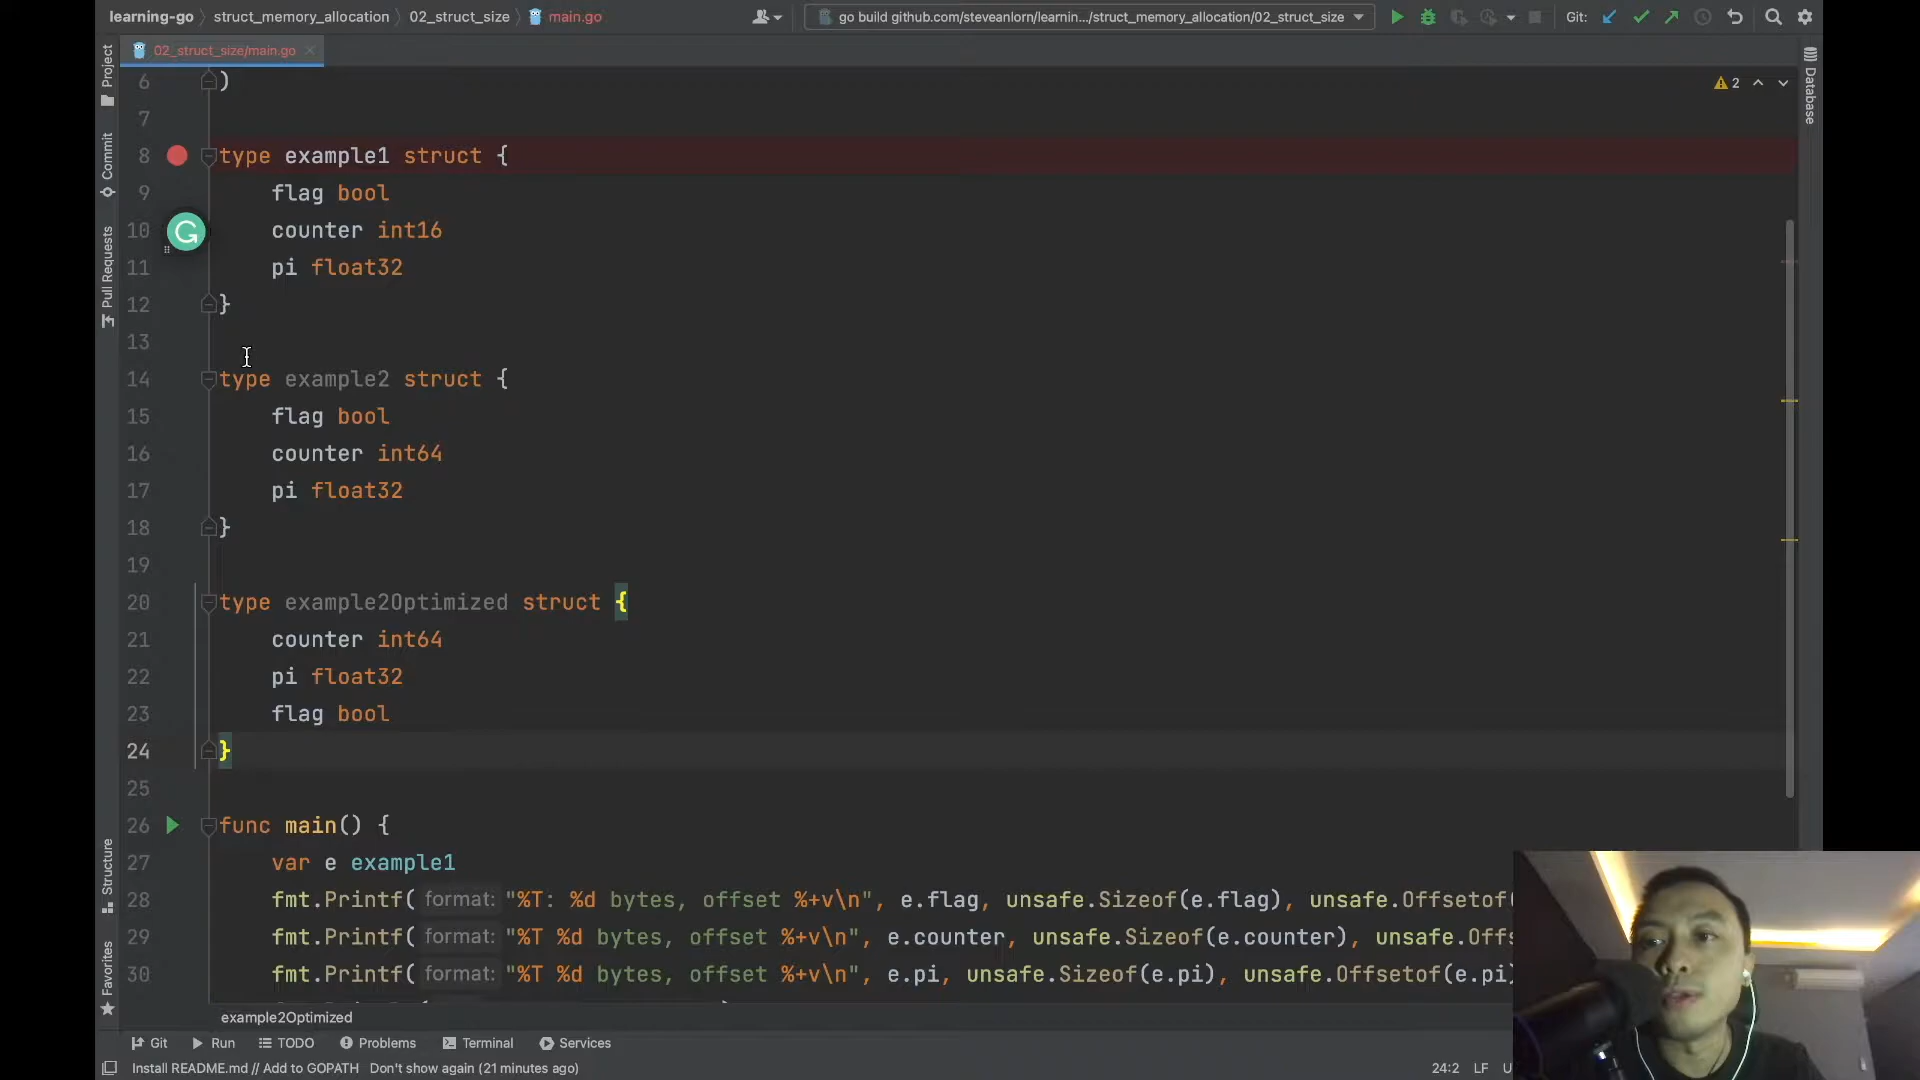 learning-go › struct_memory_allocation › 02_struct_size › main.go
go build github.com/steveanlorn/learnin.../struct_memory_allocation/02_struct_size
Git:
02_struct_size/main.go
2
Project
Commit
Pull Requests
Structure
Favorites
Database
6 )
7
8 type example1 struct {
9 flag bool
10 counter int16
11 pi float32
12 }
13
14 type example2 struct {
15 flag bool
16 counter int64
17 pi float32
18 }
19
20 type example2Optimized struct {
21 counter int64
22 pi float32
23 flag bool
24 }
25
26 func main() {
27 var e example1
28 fmt.Printf( format: "%T: %d bytes, offset %+v\n", e.flag, unsafe.Sizeof(e.flag), unsafe.Offsetof(
29 fmt.Printf( format: "%T %d bytes, offset %+v\n", e.counter, unsafe.Sizeof(e.counter), unsafe.Offs
30 fmt.Printf( format: "%T %d bytes, offset %+v\n", e.pi, unsafe.Sizeof(e.pi), unsafe.Offsetof(e.pi)
example2Optimized
Git Run TODO Problems Terminal Services
Install README.md // Add to GOPATH Don't show again (21 minutes ago)
24:2 LF